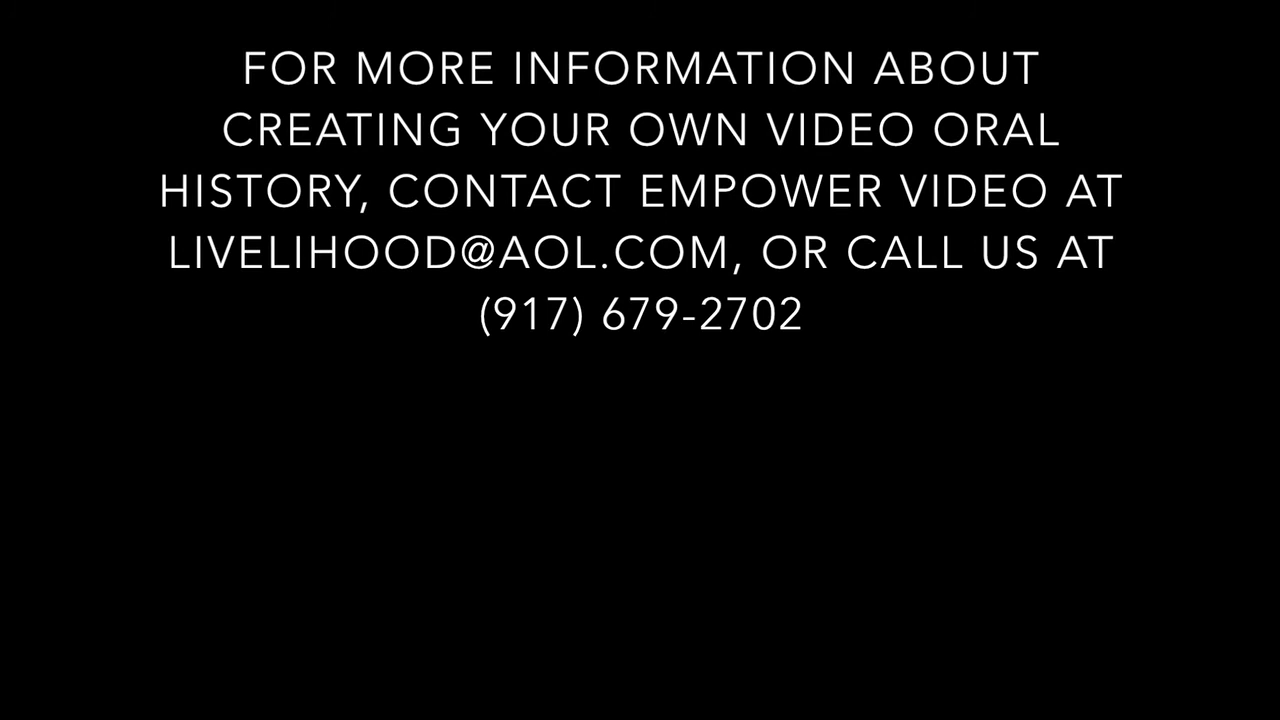 FOR MORE INFORMATION ABOUT
CREATING YOUR OWN VIDEO ORAL
HISTORY, CONTACT EMPOWER VIDEO AT
LIVELIHOOD@AOL.COM, OR CALL US AT
(917) 679-2702